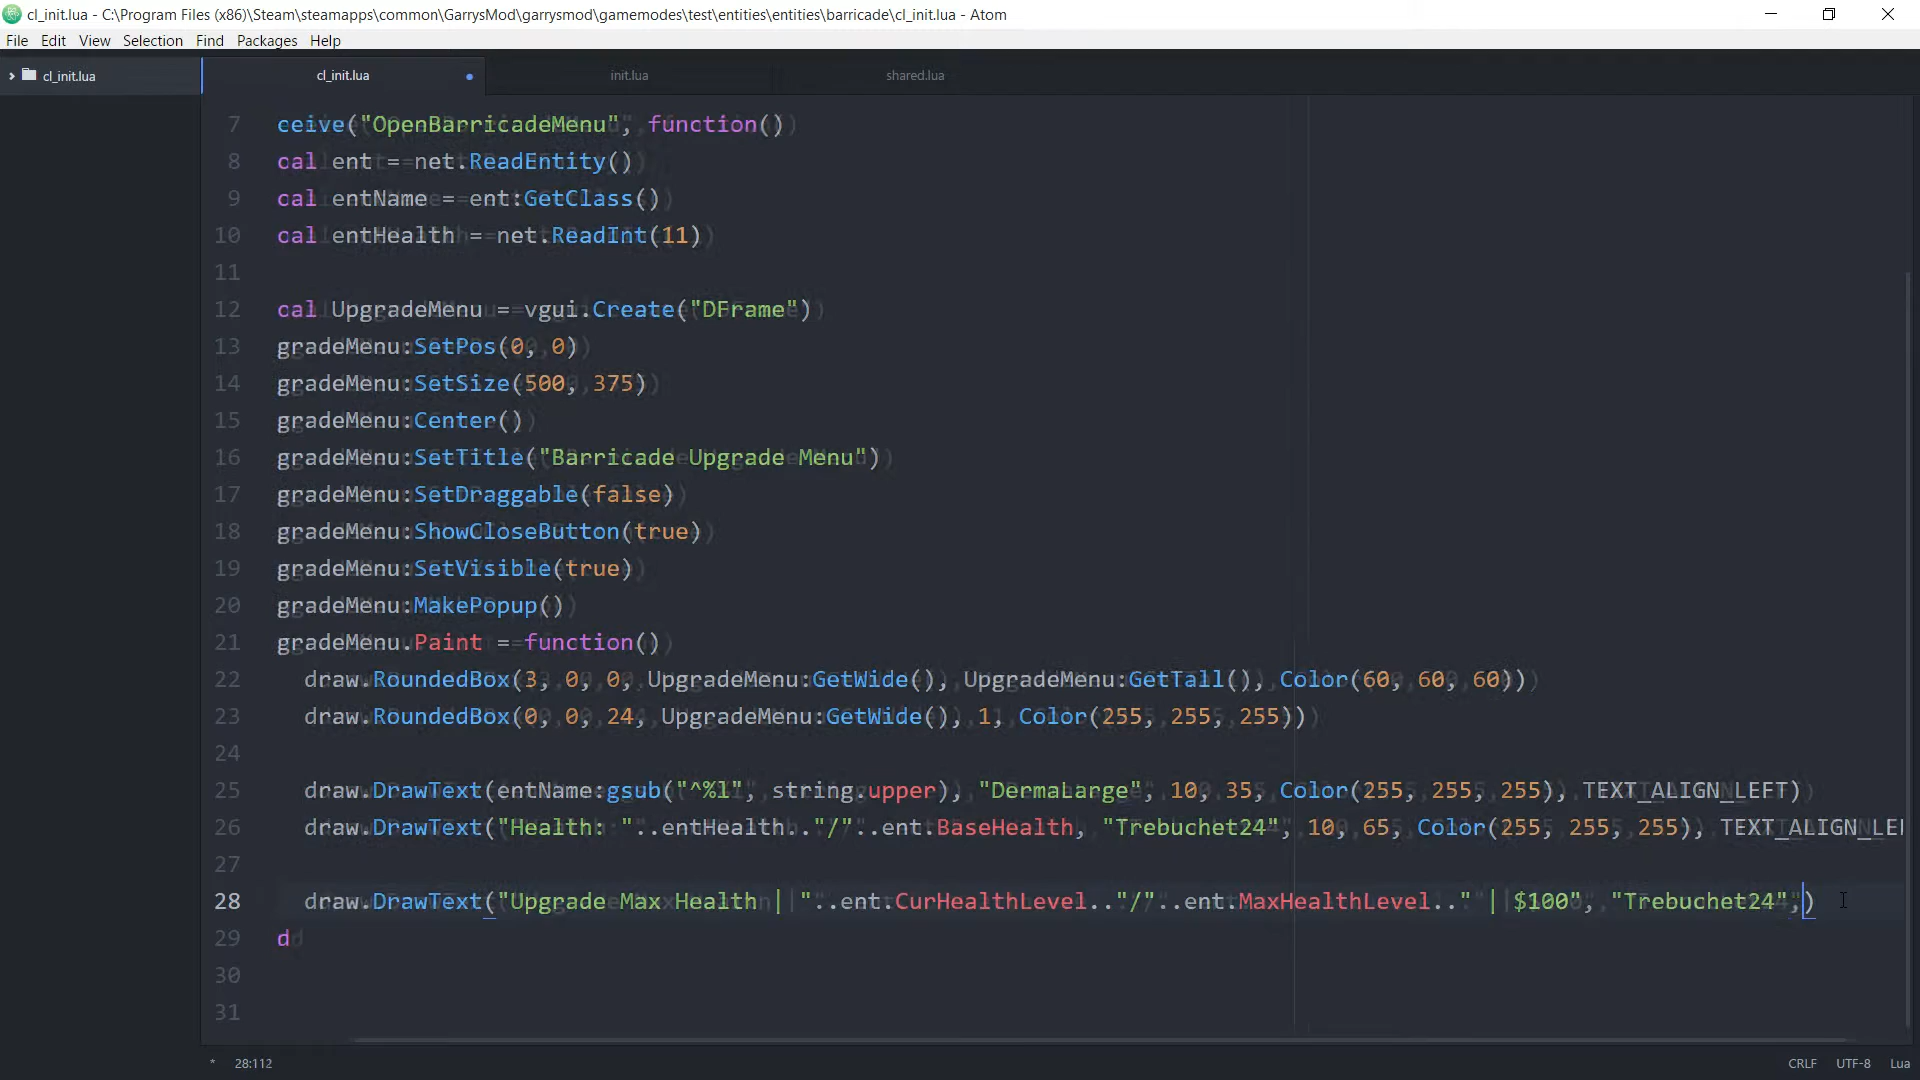 cl_init.lua - C:\Program Files (x86)\Steam\steamapps\common\GarrysMod\garrysmod\gamemodes\test\entities\entities\barricade\cl_init.lua - Atom
File Edit View Selection Find Packages Help
cl_init.lua
cl_init.lua init.lua shared.lua
7 ceive("OpenBarricadeMenu", function()
8 cal ent = net.ReadEntity()
9 cal entName = ent:GetClass()
10 cal entHealth = net.ReadInt(11)
11
12 cal UpgradeMenu = vgui.Create("DFrame")
13 gradeMenu:SetPos(0, 0)
14 gradeMenu:SetSize(500, 375)
15 gradeMenu:Center()
16 gradeMenu:SetTitle("Barricade Upgrade Menu")
17 gradeMenu:SetDraggable(false)
18 gradeMenu:ShowCloseButton(true)
19 gradeMenu:SetVisible(true)
20 gradeMenu:MakePopup()
21 gradeMenu.Paint = function()
22 draw.RoundedBox(3, 0, 0, UpgradeMenu:GetWide(), UpgradeMenu:GetTall(), Color(60, 60, 60))
23 draw.RoundedBox(0, 0, 24, UpgradeMenu:GetWide(), 1, Color(255, 255, 255))
24
25 draw.DrawText(entName:gsub("^%l", string.upper), "DermaLarge", 10, 35, Color(255, 255, 255), TEXT_ALIGN_LEFT)
26 draw.DrawText("Health: "..entHealth.."/"..ent.BaseHealth, "Trebuchet24", 10, 65, Color(255, 255, 255), TEXT_ALIGN_LE
27
28 draw.DrawText("Upgrade Max Health | "..ent.CurHealthLevel.."/"..ent.MaxHealthLevel.." | $100", "Trebuchet24",)
29 d
30
31
* 28:112 CRLF UTF-8 Lua